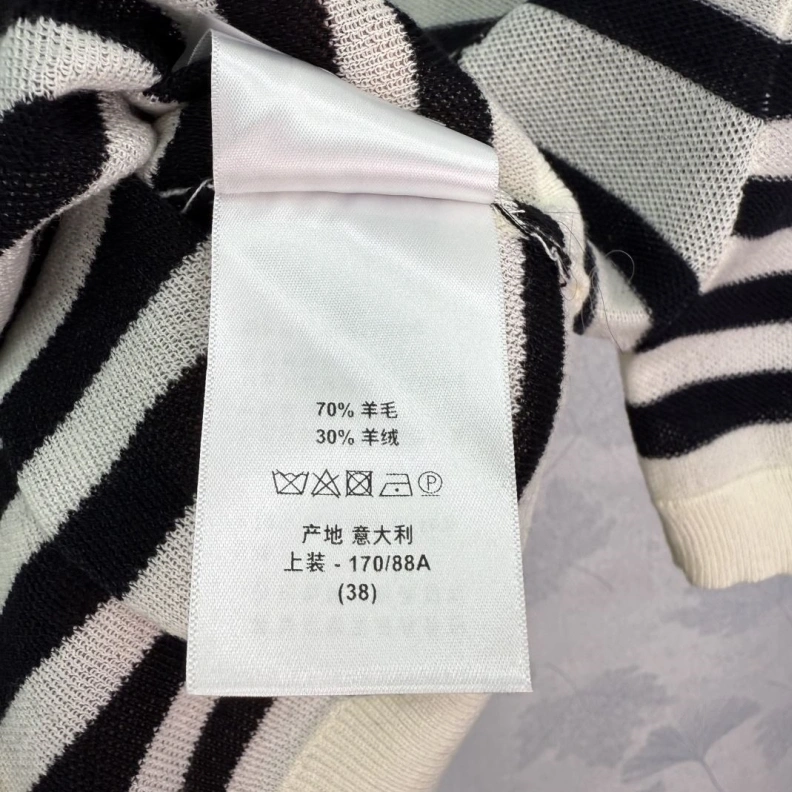 70% 羊毛
30% 羊绒
P
产地 意大利
上装 - 170/88A
(38)